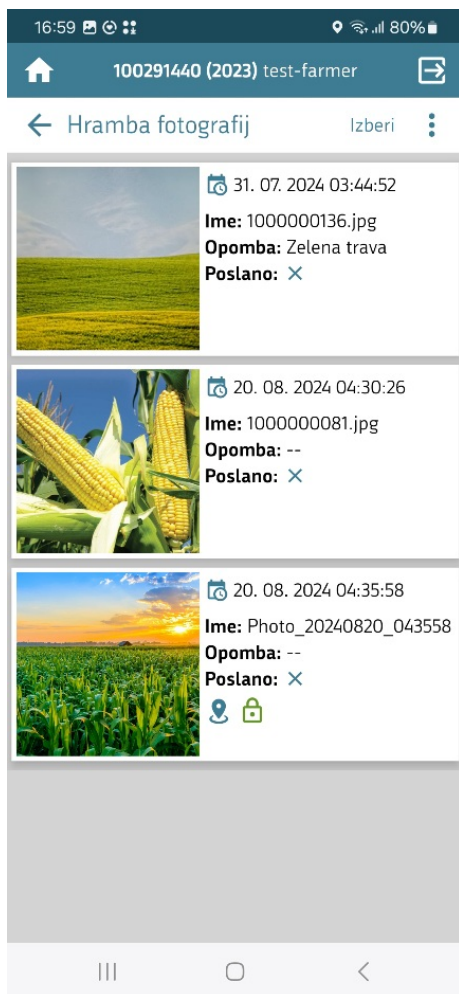 16:59 80%
100291440 (2023) test-farmer
Hramba fotografij Izberi
31. 07. 2024 03:44:52
Ime: 1000000136.jpg
Opomba: Zelena trava
Poslano:
20. 08. 2024 04:30:26
Ime: 1000000081.jpg
Opomba: --
Poslano:
20. 08. 2024 04:35:58
Ime: Photo_20240820_043558
Opomba: --
Poslano: